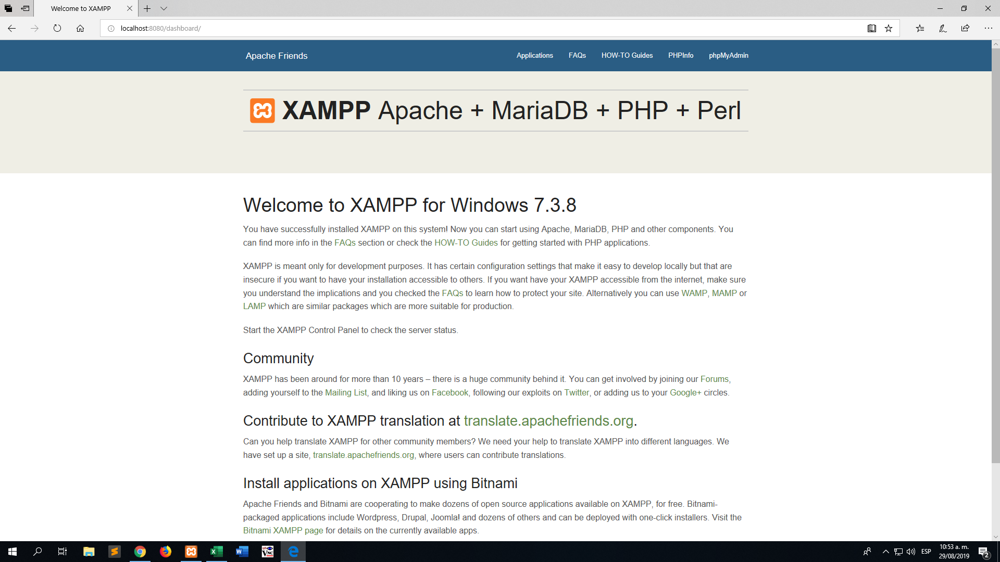 Welcome to XAMPP
localhost:8080/dashboard/
Apache Friends
Applications
FAQs
HOW-TO Guides
PHPInfo
phpMyAdmin
XAMPP Apache + MariaDB + PHP + Perl
Welcome to XAMPP for Windows 7.3.8
You have successfully installed XAMPP on this system! Now you can start using Apache, MariaDB, PHP and other components. You
can find more info in the FAQs section or check the HOW-TO Guides for getting started with PHP applications.
XAMPP is meant only for development purposes. It has certain configuration settings that make it easy to develop locally but that are
insecure if you want to have your installation accessible to others. If you want have your XAMPP accessible from the internet, make sure
you understand the implications and you checked the FAQs to learn how to protect your site. Alternatively you can use WAMP, MAMP or
LAMP which are similar packages which are more suitable for production.
Start the XAMPP Control Panel to check the server status.
Community
XAMPP has been around for more than 10 years – there is a huge community behind it. You can get involved by joining our Forums,
adding yourself to the Mailing List, and liking us on Facebook, following our exploits on Twitter, or adding us to your Google+ circles.
Contribute to XAMPP translation at translate.apachefriends.org.
Can you help translate XAMPP for other community members? We need your help to translate XAMPP into different languages. We
have set up a site, translate.apachefriends.org, where users can contribute translations.
Install applications on XAMPP using Bitnami
Apache Friends and Bitnami are cooperating to make dozens of open source applications available on XAMPP, for free. Bitnami-
packaged applications include Wordpress, Drupal, Joomla! and dozens of others and can be deployed with one-click installers. Visit the
Bitnami XAMPP page for details on the currently available apps.
VNC
ESP
10:53 a. m.
29/08/2019
2